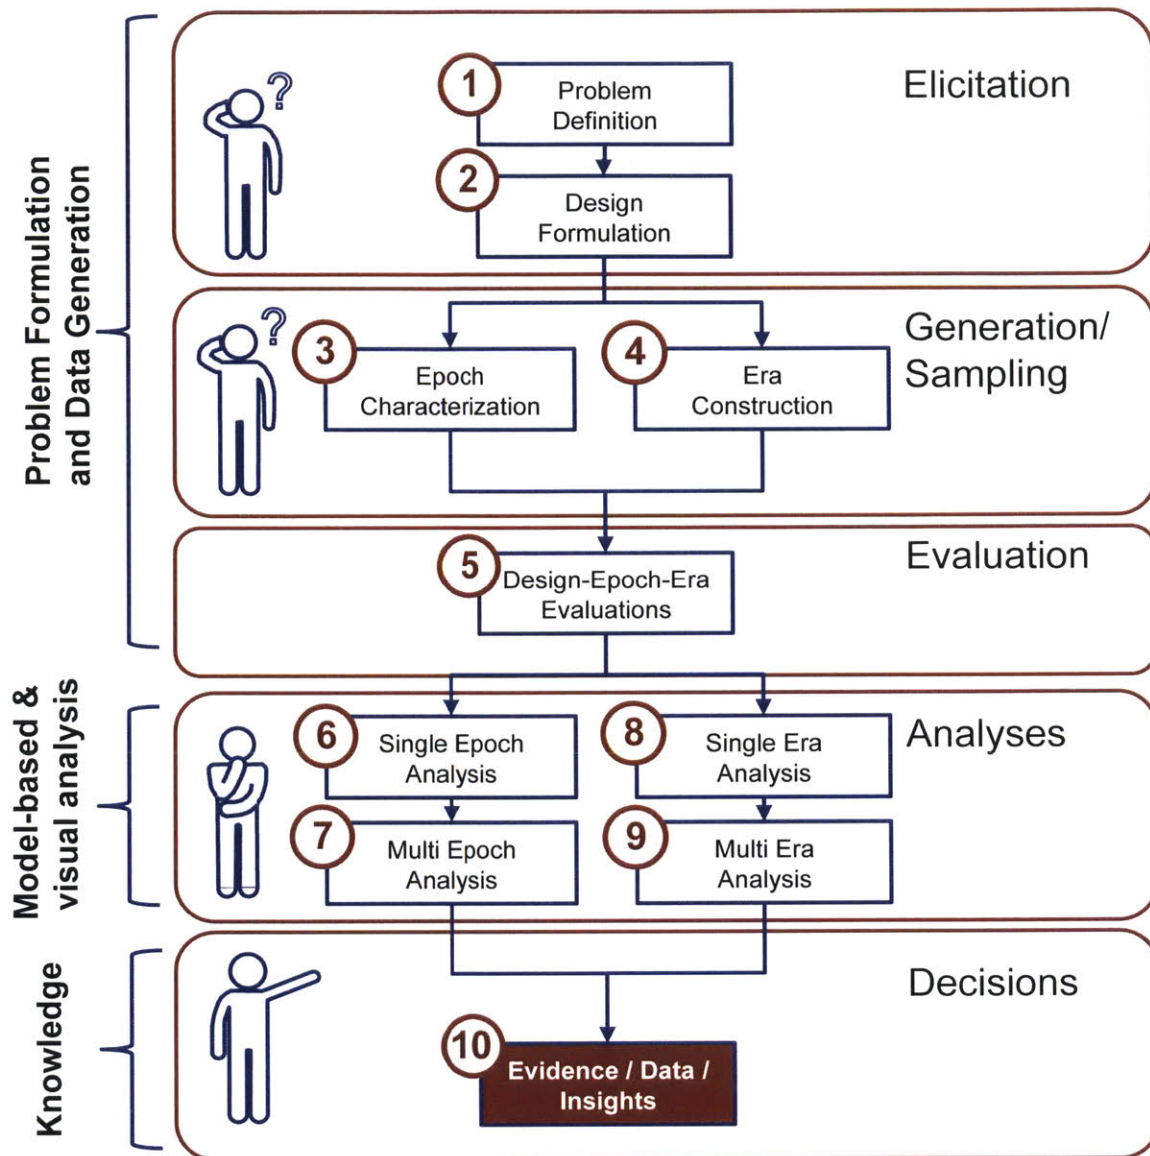 Problem Formulation
and Data Generation
Elicitation
?
1
Problem
Definition
2
Design
Formulation
Generation/
Sampling
?
3
Epoch
Characterization
4
Era
Construction
Evaluation
5
Design-Epoch-Era
Evaluations
Model-based &
visual analysis
Analyses
6
Single Epoch
Analysis
8
Single Era
Analysis
7
Multi Epoch
Analysis
9
Multi Era
Analysis
Knowledge
Decisions
10
Evidence / Data /
Insights